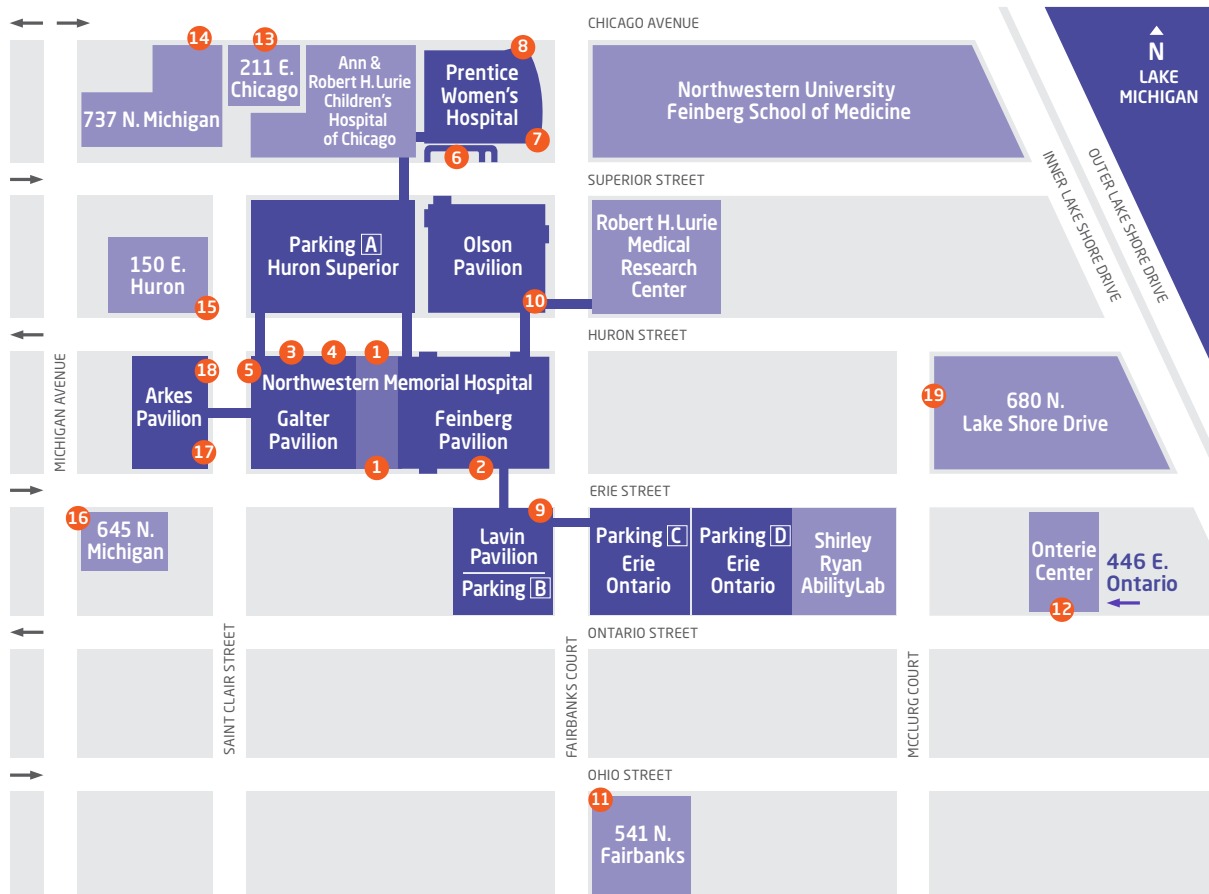 CHICAGO AVENUE
14
13
8
N
LAKE
MICHIGAN
211 E.
Chicago
Ann &
Robert H. Lurie
Children's
Hospital
of Chicago
Prentice
Women's
Hospital
737 N. Michigan
7
6
Northwestern University
Feinberg School of Medicine
INNER LAKE SHORE DRIVE
OUTER LAKE SHORE DRIVE
SUPERIOR STREET
150 E.
Huron
15
Parking A
Huron Superior
Olson
Pavilion
10
Robert H. Lurie
Medical
Research
Center
HURON STREET
MICHIGAN AVENUE
Arkes
Pavilion
18
17
5
3
4
1
Northwestern Memorial Hospital
Galter
Pavilion
Feinberg
Pavilion
1
2
19
680 N.
Lake Shore Drive
ERIE STREET
16
645 N.
Michigan
9
Lavin
Pavilion
Parking B
Parking C
Erie
Ontario
Parking D
Erie
Ontario
Shirley
Ryan
AbilityLab
Onterie
Center
12
446 E.
Ontario
ONTARIO STREET
SAINT CLAIR STREET
FAIRBANKS COURT
MCCLURG COURT
OHIO STREET
11
541 N.
Fairbanks